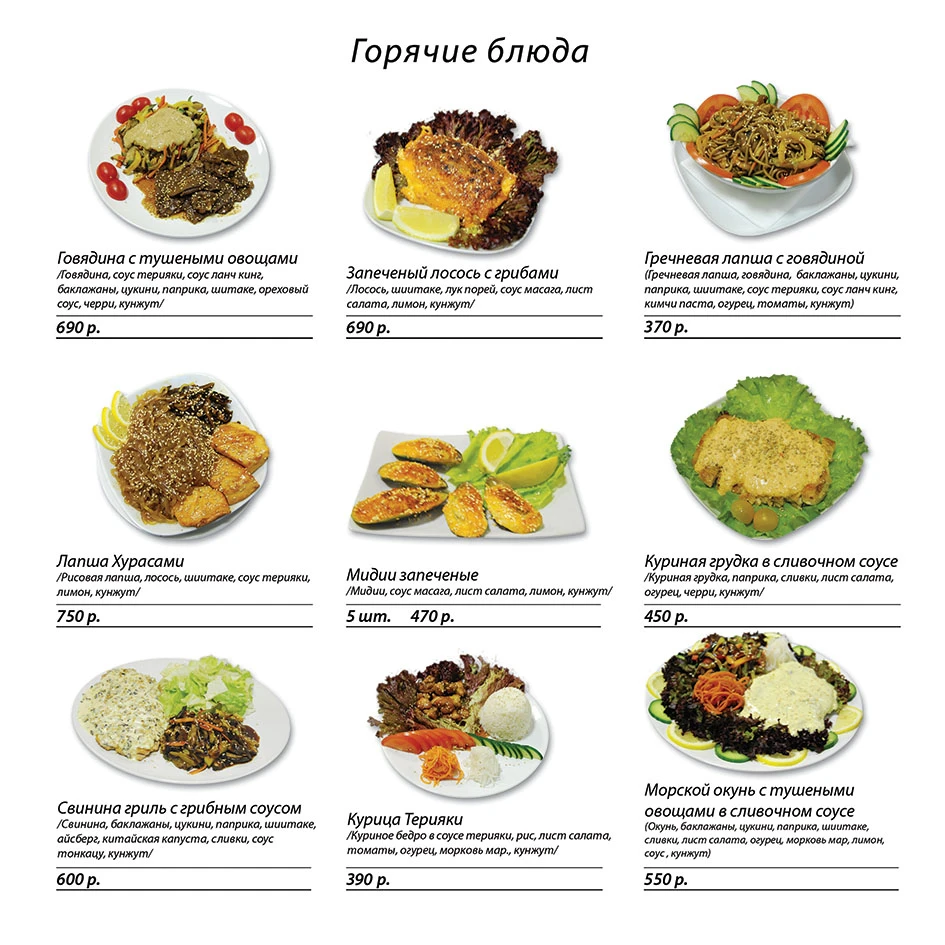 Горячие блюда
Говядина с тушеными овощами
/Говядина, соус терияки, соус ланч кинг,
баклажаны, цукини, паприка, шитаке, ореховый
соус, черри, кунжут/
690 р.
Запеченый лосось с грибами
/Лосось, шиитаке, лук порей, соус масага, лист
салата, лимон, кунжут/
690 р.
Гречневая лапша с говядиной
(Гречневая лапша, говядина, баклажаны, цукини,
паприка, шиитаке, соус терияки, соус ланч кинг,
кимчи паста, огурец, томаты, кунжут)
370 р.
Лапша Хурасами
/Рисовая лапша, лосось, шиитаке, соус терияки,
лимон, кунжут/
750 р.
Мидии запеченые
/Мидии, соус масага, лист салата, лимон, кунжут/
5 шт. 470 р.
Куриная грудка в сливочном соусе
/Куриная грудка, паприка, сливки, лист салата,
огурец, черри, кунжут/
450 р.
Свинина гриль с грибным соусом
/Свинина, баклажаны, цукини, паприка, шиитаке,
айсберг, китайская капуста, сливки, соус
тонкацу, кунжут/
600 р.
Курица Терияки
/Куриное бедро в соусе терияки, рис, лист салата,
томаты, огурец, морковь мар., кунжут/
390 р.
Морской окунь с тушеными
овощами в сливочном соусе
(Окунь, баклажаны, цукини, паприка, шиитаке,
сливки, лист салата, огурец, морковь мар, лимон,
соус , кунжут)
550 р.